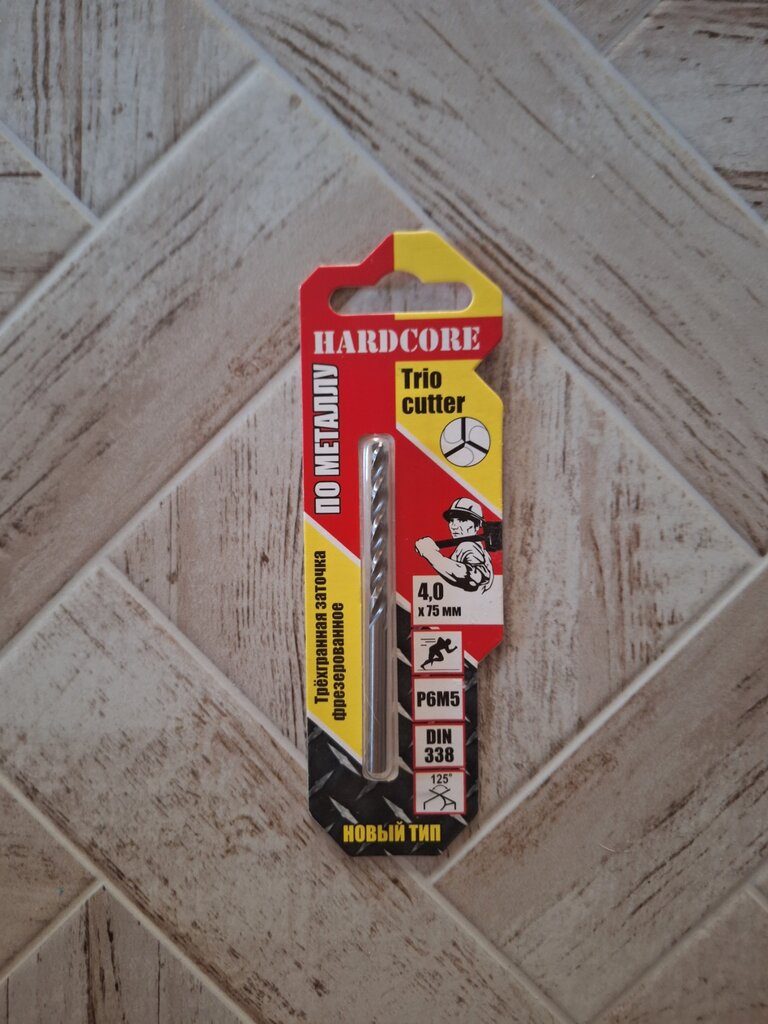 HARDCORE
ПО МЕТАЛЛУ
Trio
cutter
Трёхгранная заточка
фрезерованное
4,0
х 75 мм
Р6М5
DIN
338
125°
НОВЫЙ ТИП